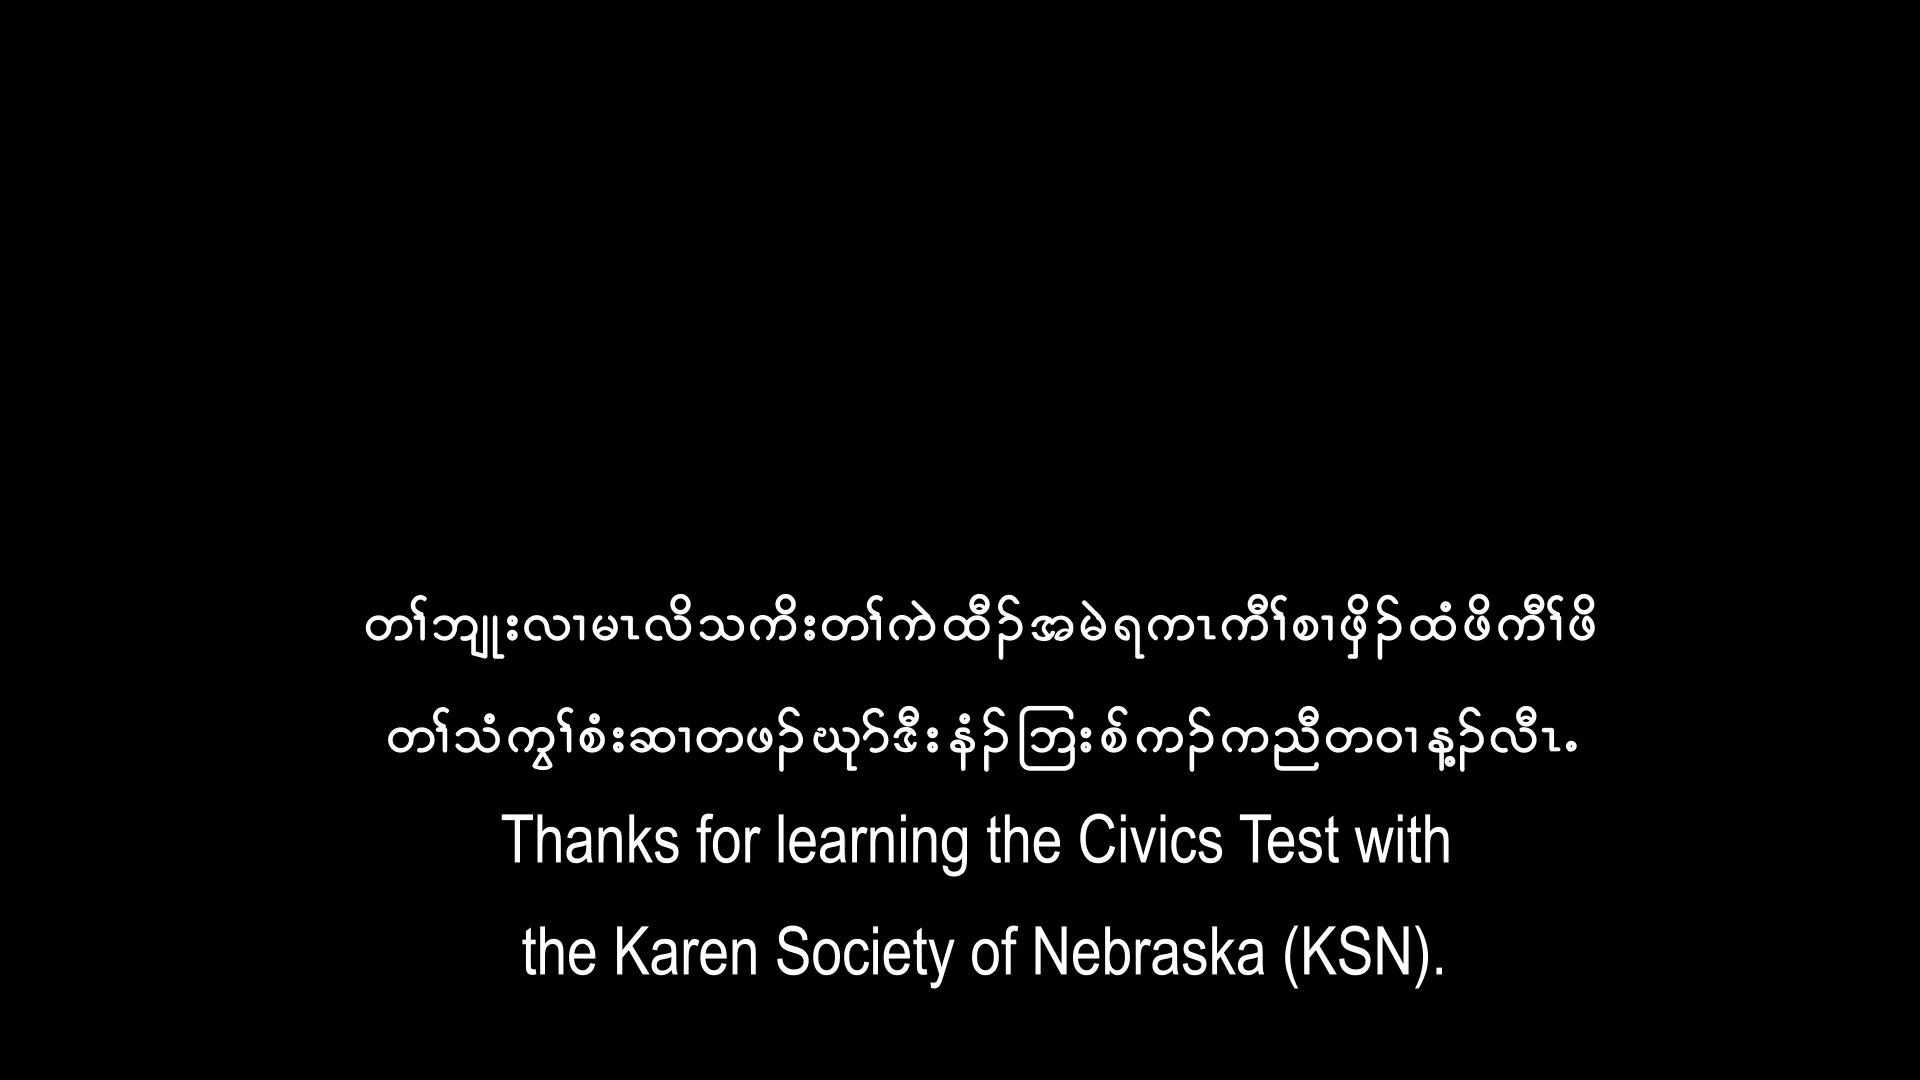 တၢ်ဘျုးလၢမၤလိသကိးတၢ်ကဲထီၣ်အမဲရကၤကီၢ်စၢဖှိၣ်ထံဖိကီၢ်ဖိ
တၢ်သံကွၢ်စံးဆၢတဖၣ်ဃုာ်ဒီးနံၣ်ဘြးစ်ကၣ်ကညီတဝၢန့ၣ်လီၤ.
Thanks for learning the Civics Test with
the Karen Society of Nebraska (KSN).